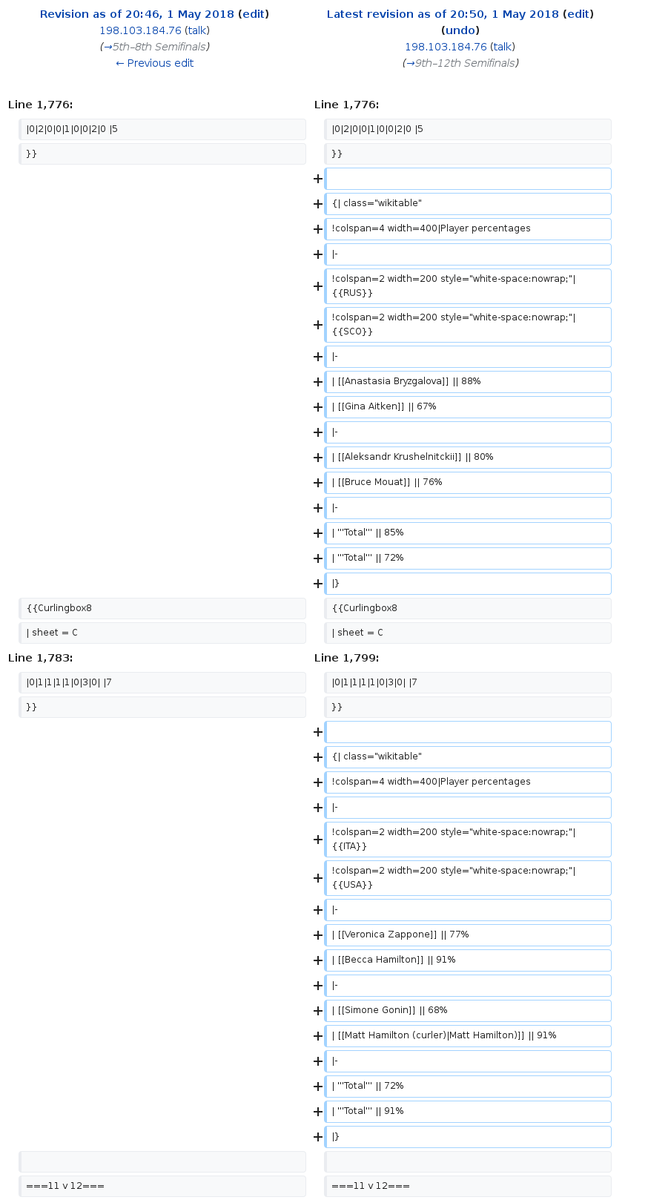 Revision as of 20:46, 1 May 2018 (edit)
198.103.184.76 (talk)
(→5th–8th Semifinals)
← Previous edit
Latest revision as of 20:50, 1 May 2018 (edit)
(undo)
198.103.184.76 (talk)
(→9th–12th Semifinals)
Line 1,776:
Line 1,776:
|0|2|0|0|1|0|0|2|0 |5
|0|2|0|0|1|0|0|2|0 |5
}}
}}
+
+ {| class="wikitable"
+ !colspan=4 width=400|Player percentages
+ |-
+ !colspan=2 width=200 style="white-space:nowrap;"|
{{RUS}}
+ !colspan=2 width=200 style="white-space:nowrap;"|
{{SCO}}
+ |-
+ | [[Anastasia Bryzgalova]] || 88%
+ | [[Gina Aitken]] || 67%
+ |-
+ | [[Aleksandr Krushelnitckii]] || 80%
+ | [[Bruce Mouat]] || 76%
+ |-
+ | '''Total''' || 85%
+ | '''Total''' || 72%
+ |}
{{Curlingbox8
{{Curlingbox8
| sheet = C
| sheet = C
Line 1,783:
Line 1,799:
|0|1|1|1|1|0|3|0| |7
|0|1|1|1|1|0|3|0| |7
}}
}}
+
+ {| class="wikitable"
+ !colspan=4 width=400|Player percentages
+ |-
+ !colspan=2 width=200 style="white-space:nowrap;"|
{{ITA}}
+ !colspan=2 width=200 style="white-space:nowrap;"|
{{USA}}
+ |-
+ | [[Veronica Zappone]] || 77%
+ | [[Becca Hamilton]] || 91%
+ |-
+ | [[Simone Gonin]] || 68%
+ | [[Matt Hamilton (curler)|Matt Hamilton)]] || 91%
+ |-
+ | '''Total''' || 72%
+ | '''Total''' || 91%
+ |}
===11 v 12===
===11 v 12===